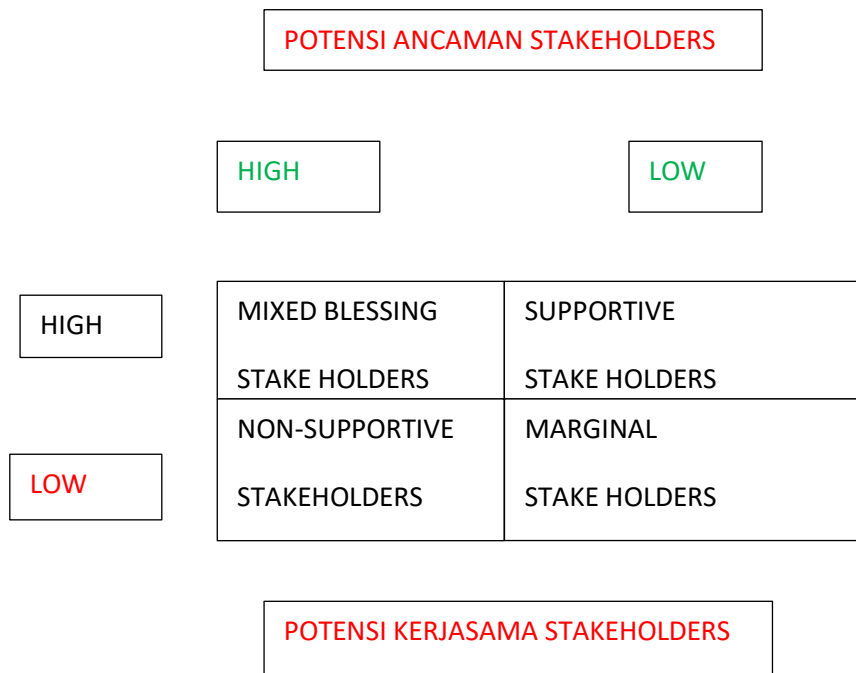 POTENSI ANCAMAN STAKEHOLDERS
HIGH
LOW
HIGH
MIXED BLESSING
STAKE HOLDERS
SUPPORTIVE
STAKE HOLDERS
LOW
NON-SUPPORTIVE
STAKEHOLDERS
MARGINAL
STAKE HOLDERS
POTENSI KERJASAMA STAKEHOLDERS